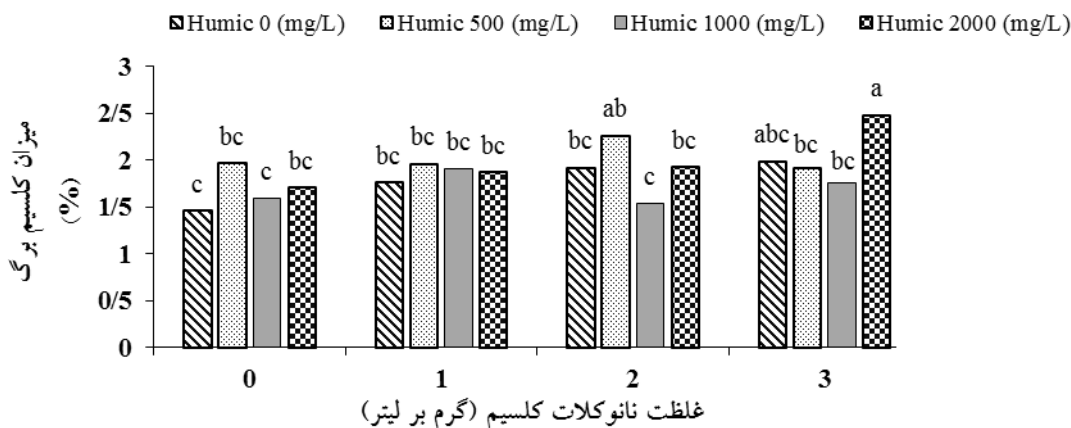 Humic 0 (mg/L) Humic 500 (mg/L) Humic 1000 (mg/L) Humic 2000 (mg/L)
میزان کلسیم برگ
(%)
3
2/5
2
1/5
1
0/5
0
c bc c bc
bc bc bc bc
bc ab c bc
abc bc bc a
0 1 2 3
غلظت نانوکلات کلسیم (گرم بر لیتر)